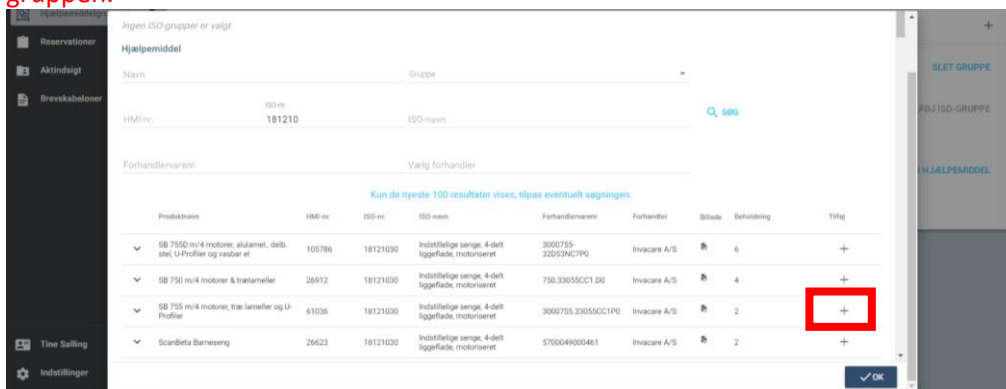 gruppen.
Hjælpemiddelgru
Reservationer
Aktindsigt
Brevskabeloner
Tine Salling
Indstillinger
Ingen ISO-grupper er valgt
Hjælpemiddel
Navn
Gruppe
HMI-nr.
ISO-nr.
181210
ISO-navn
SØG
Forhandlervarenr.
Vælg forhandler
Kun de nyeste 100 resultater vises, tilpas eventuelt søgningen.
Produktnavn HMI-nr. ISO-nr. ISO-navn Forhandlervarenr. Forhandler Billede Beholdning Tilføj
SB 755D m/4 motorer, alulamel., delb. 105786 18121030 Indstillelige senge, 4-delt 3000755- Invacare A/S 6 +
stel, U-Profiler og vasbar el liggeflade, motoriseret 32D53NC7P0
SB 750 m/4 motorer & trælameller 26912 18121030 Indstillelige senge, 4-delt 750.33055CC1.D0 Invacare A/S 4 +
liggeflade, motoriseret
SB 755 m/4 motorer, træ lameller og U- 61036 18121030 Indstillelige senge, 4-delt 3000755.33055CC1P0 Invacare A/S 2 +
Profiler liggeflade, motoriseret
ScanBeta Barneseng 26623 18121030 Indstillelige senge, 4-delt 5700049000461 Invacare A/S 2 +
liggeflade, motoriseret
OK
+
SLET GRUPPE
FØJ ISO-GRUPPE
HJÆLPEMIDDEL